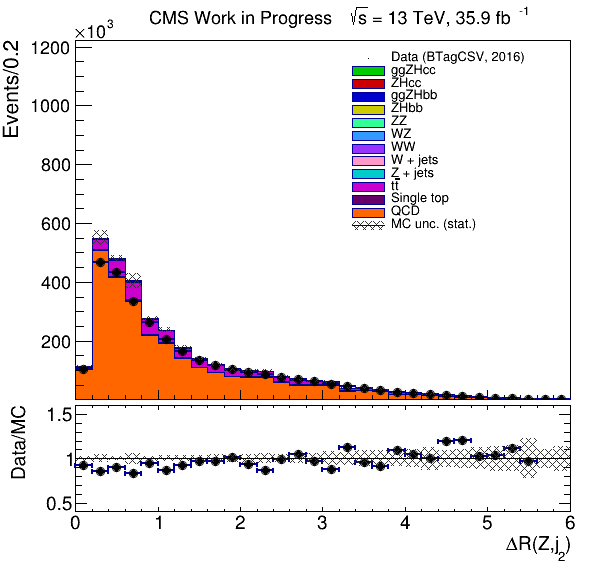 CMS Work in Progress √s = 13 TeV, 35.9 fb⁻¹
×10³
Events/0.2
1200
1000
800
600
400
200
Data (BTagCSV, 2016)
ggZHcc
ZHcc
ggZHbb
ZHbb
ZZ
WZ
WW
W + jets
Z + jets
tt̅
Single top
QCD
MC unc. (stat.)
Data/MC
1.5
1
0.5
0 1 2 3 4 5 6
ΔR(Z,j₂)